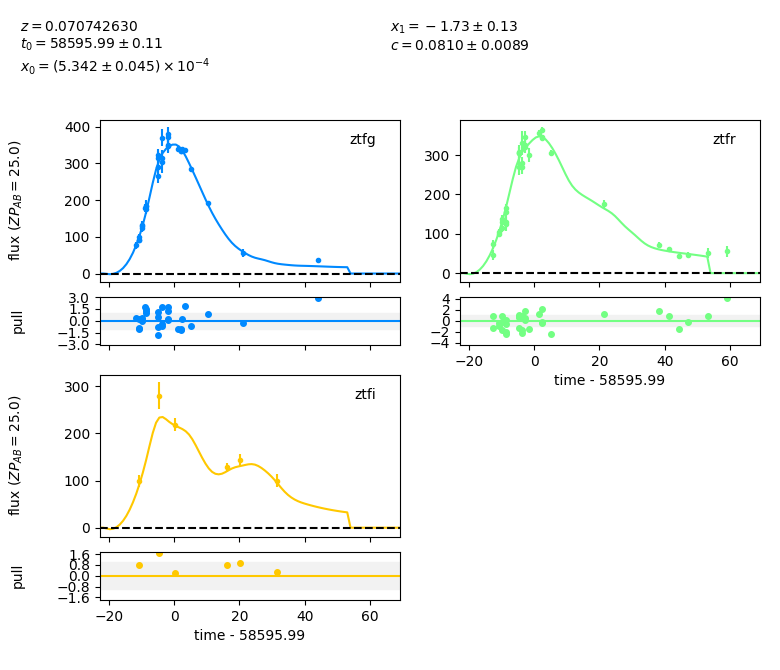 z = 0.070742630
t₀ = 58595.99 ± 0.11
x₀ = (5.342 ± 0.045) × 10⁻⁴
x₁ = −1.73 ± 0.13
c = 0.0810 ± 0.0089
flux (ZP_AB = 25.0)
400
300
200
100
0
ztfg
300
200
100
0
ztfr
pull
3.0
1.5
0.0
−1.5
−3.0
4
2
0
−2
−4
−20 0 20 40 60
time - 58595.99
flux (ZP_AB = 25.0)
300
200
100
0
ztfi
pull
1.6
0.8
0.0
−0.8
−1.6
−20 0 20 40 60
time - 58595.99